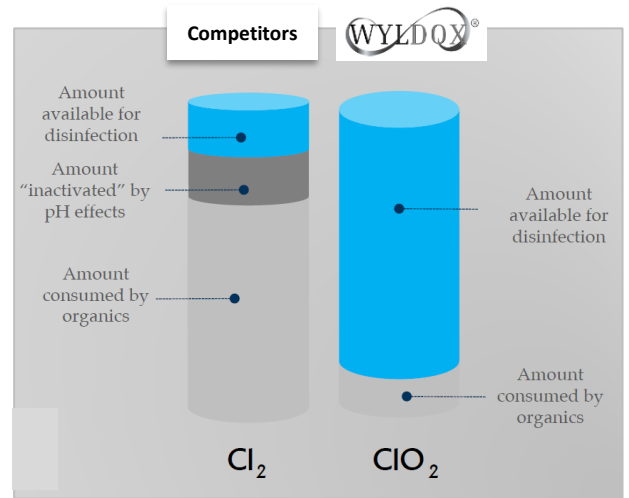 Competitors
WYLDOX®
Amount
available for
disinfection
Amount
“inactivated” by
pH effects
Amount
consumed by
organics
Amount
available for
disinfection
Amount
consumed by
organics
Cl₂
ClO₂